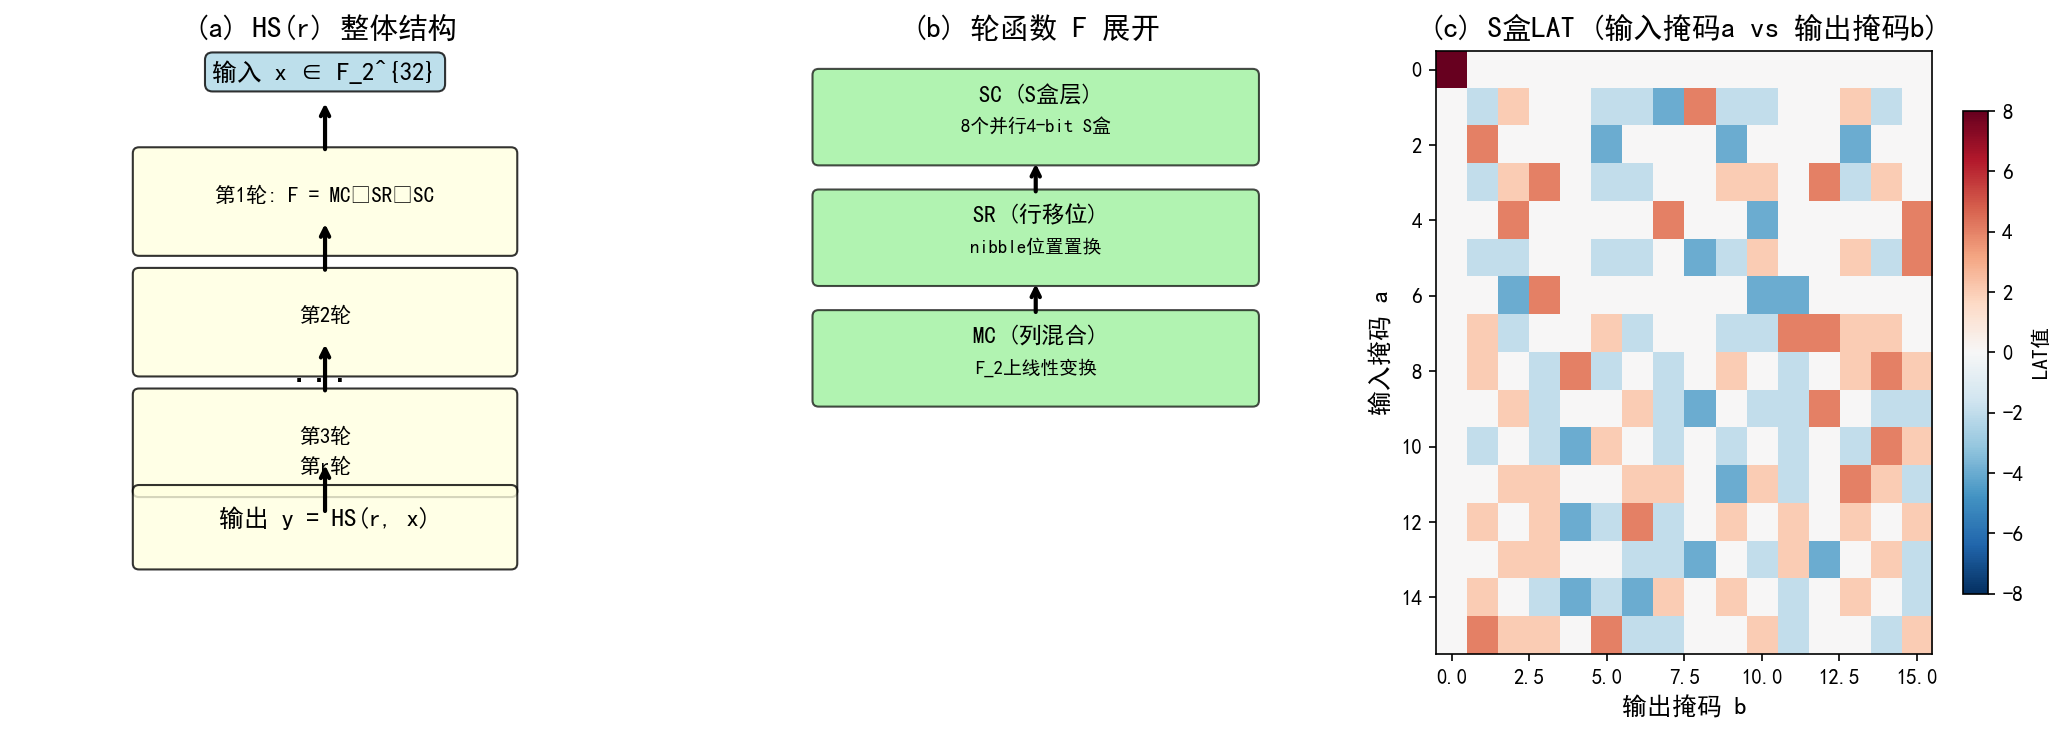 (a) HS(r) 整体结构
输入 x ∈ F_2^{32}
第1轮: F = MC□SR□SC
第2轮
...
第3轮
第r轮
输出 y = HS(r, x)
(b) 轮函数 F 展开
SC (S盒层)
8个并行4-bit S盒
SR (行移位)
nibble位置置换
MC (列混合)
F_2上线性变换
(c) S盒LAT (输入掩码a vs 输出掩码b)
输入掩码 a
0
2
4
6
8
10
12
14
0.0 2.5 5.0 7.5 10.0 12.5 15.0
输出掩码 b
8
6
4
2
0
−2
−4
−6
−8
LAT值